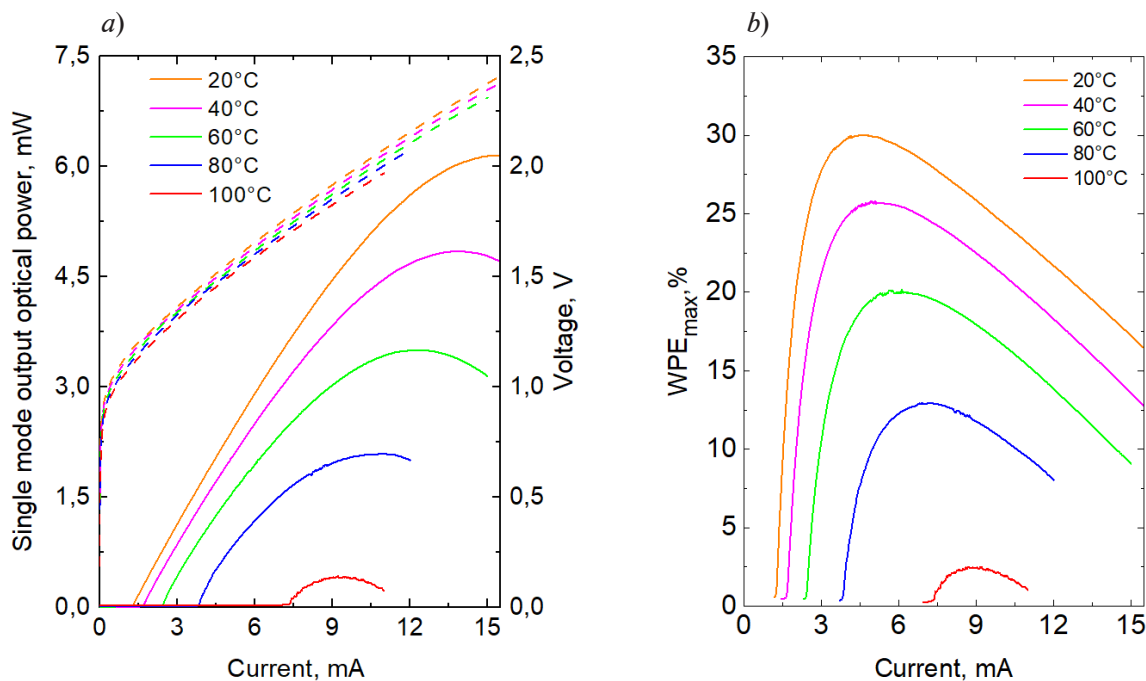 a)
7,5
6,0
4,5
3,0
1,5
0,0
Single mode output optical power, mW
20°C
40°C
60°C
80°C
100°C
2,5
2,0
1,5
1,0
0,5
0,0
Voltage, V
0 3 6 9 12 15
Current, mA
b)
35
30
25
20
15
10
5
0
WPEmax, %
20°C
40°C
60°C
80°C
100°C
0 3 6 9 12 15
Current, mA